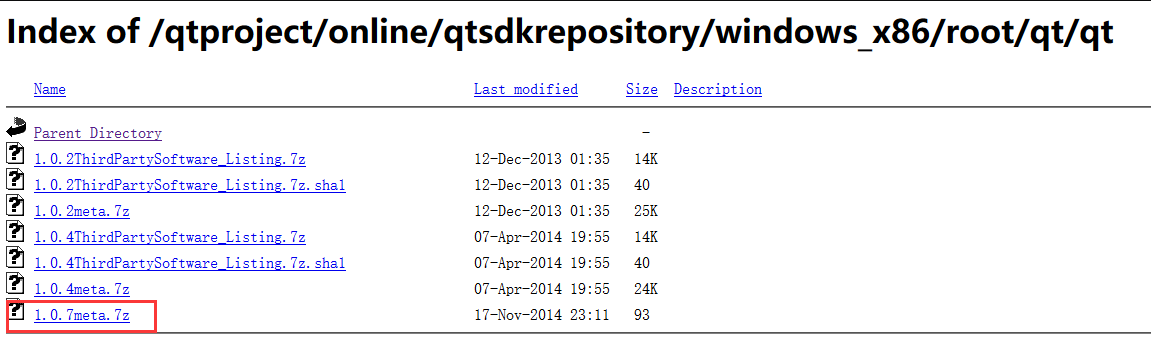 Index of /qtproject/online/qtsdkrepository/windows_x86/root/qt/qt
Name Last modified Size Description
Parent Directory -
1.0.2ThirdPartySoftware_Listing.7z 12-Dec-2013 01:35 14K
1.0.2ThirdPartySoftware_Listing.7z.sha1 12-Dec-2013 01:35 40
1.0.2meta.7z 12-Dec-2013 01:35 25K
1.0.4ThirdPartySoftware_Listing.7z 07-Apr-2014 19:55 14K
1.0.4ThirdPartySoftware_Listing.7z.sha1 07-Apr-2014 19:55 40
1.0.4meta.7z 07-Apr-2014 19:55 24K
1.0.7meta.7z 17-Nov-2014 23:11 93